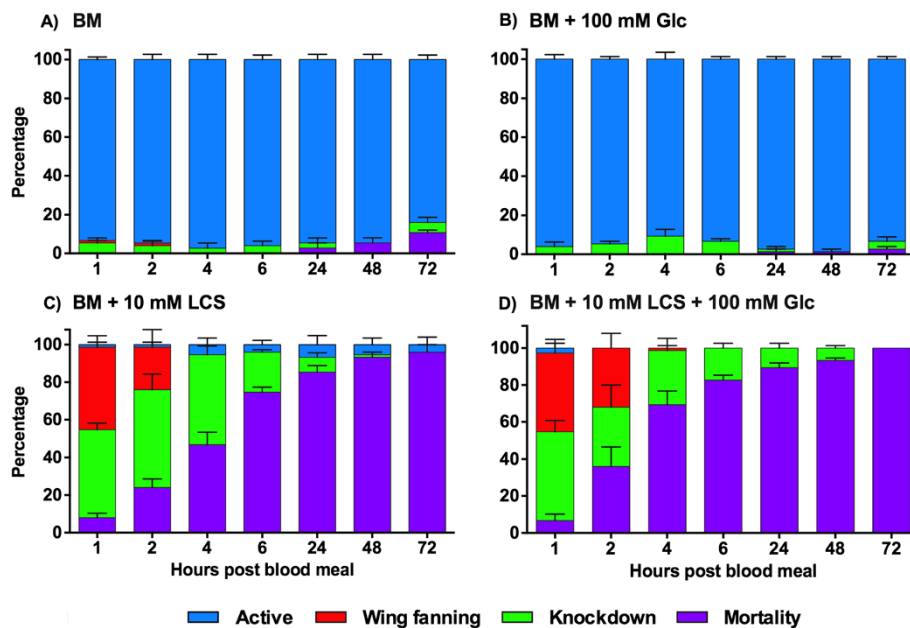 A) BM
B) BM + 100 mM Glc
Percentage
100
80
60
40
20
0
1 2 4 6 24 48 72
100
80
60
40
20
0
1 2 4 6 24 48 72
C) BM + 10 mM LCS
D) BM + 10 mM LCS + 100 mM Glc
Percentage
100
80
60
40
20
0
1 2 4 6 24 48 72
100
80
60
40
20
0
1 2 4 6 24 48 72
Hours post blood meal
Hours post blood meal
Active Wing fanning Knockdown Mortality